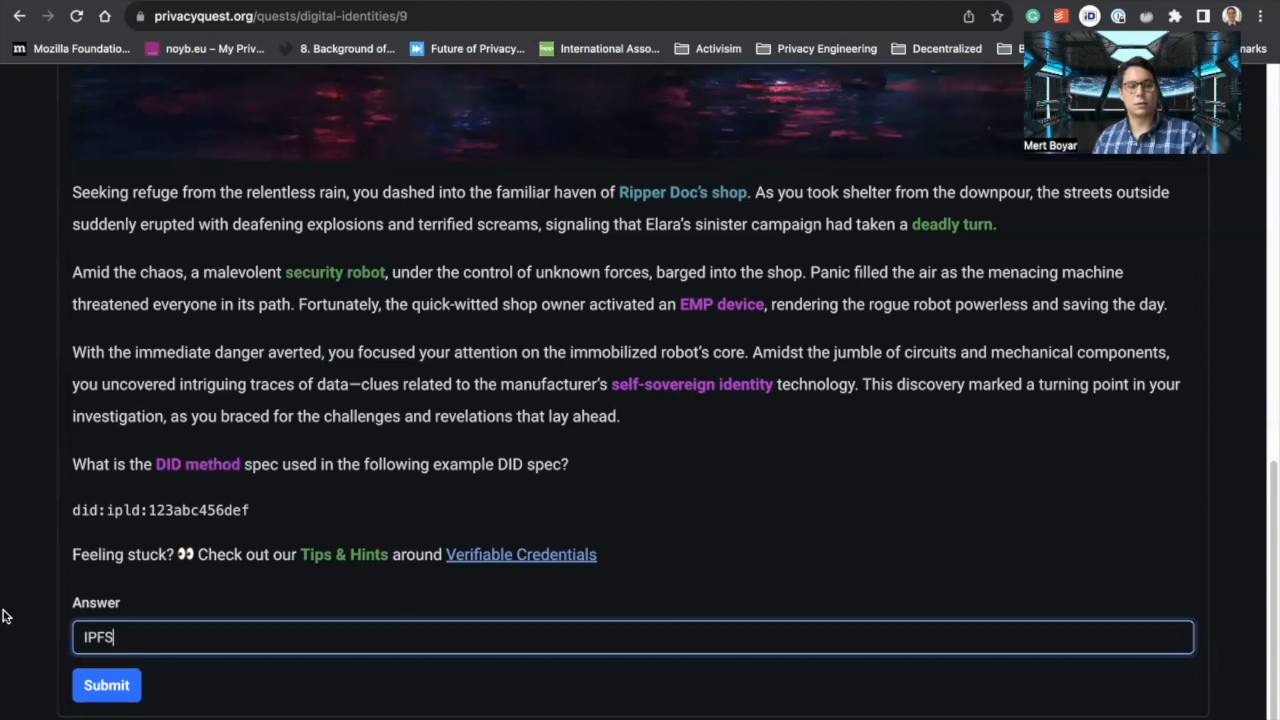 privacyquest.org/quests/digital-identities/9
Mozilla Foundatio... noyb.eu – My Priv... 8. Background of... Future of Privacy... International Asso... Activisim Privacy Engineering Decentralized marks
Mert Boyar
Seeking refuge from the relentless rain, you dashed into the familiar haven of Ripper Doc's shop. As you took shelter from the downpour, the streets outside
suddenly erupted with deafening explosions and terrified screams, signaling that Elara's sinister campaign had taken a deadly turn.
Amid the chaos, a malevolent security robot, under the control of unknown forces, barged into the shop. Panic filled the air as the menacing machine
threatened everyone in its path. Fortunately, the quick-witted shop owner activated an EMP device, rendering the rogue robot powerless and saving the day.
With the immediate danger averted, you focused your attention on the immobilized robot's core. Amidst the jumble of circuits and mechanical components,
you uncovered intriguing traces of data—clues related to the manufacturer's self-sovereign identity technology. This discovery marked a turning point in your
investigation, as you braced for the challenges and revelations that lay ahead.
What is the DID method spec used in the following example DID spec?
did:ipld:123abc456def
Feeling stuck? 👀 Check out our Tips & Hints around Verifiable Credentials
Answer
IPFS
Submit